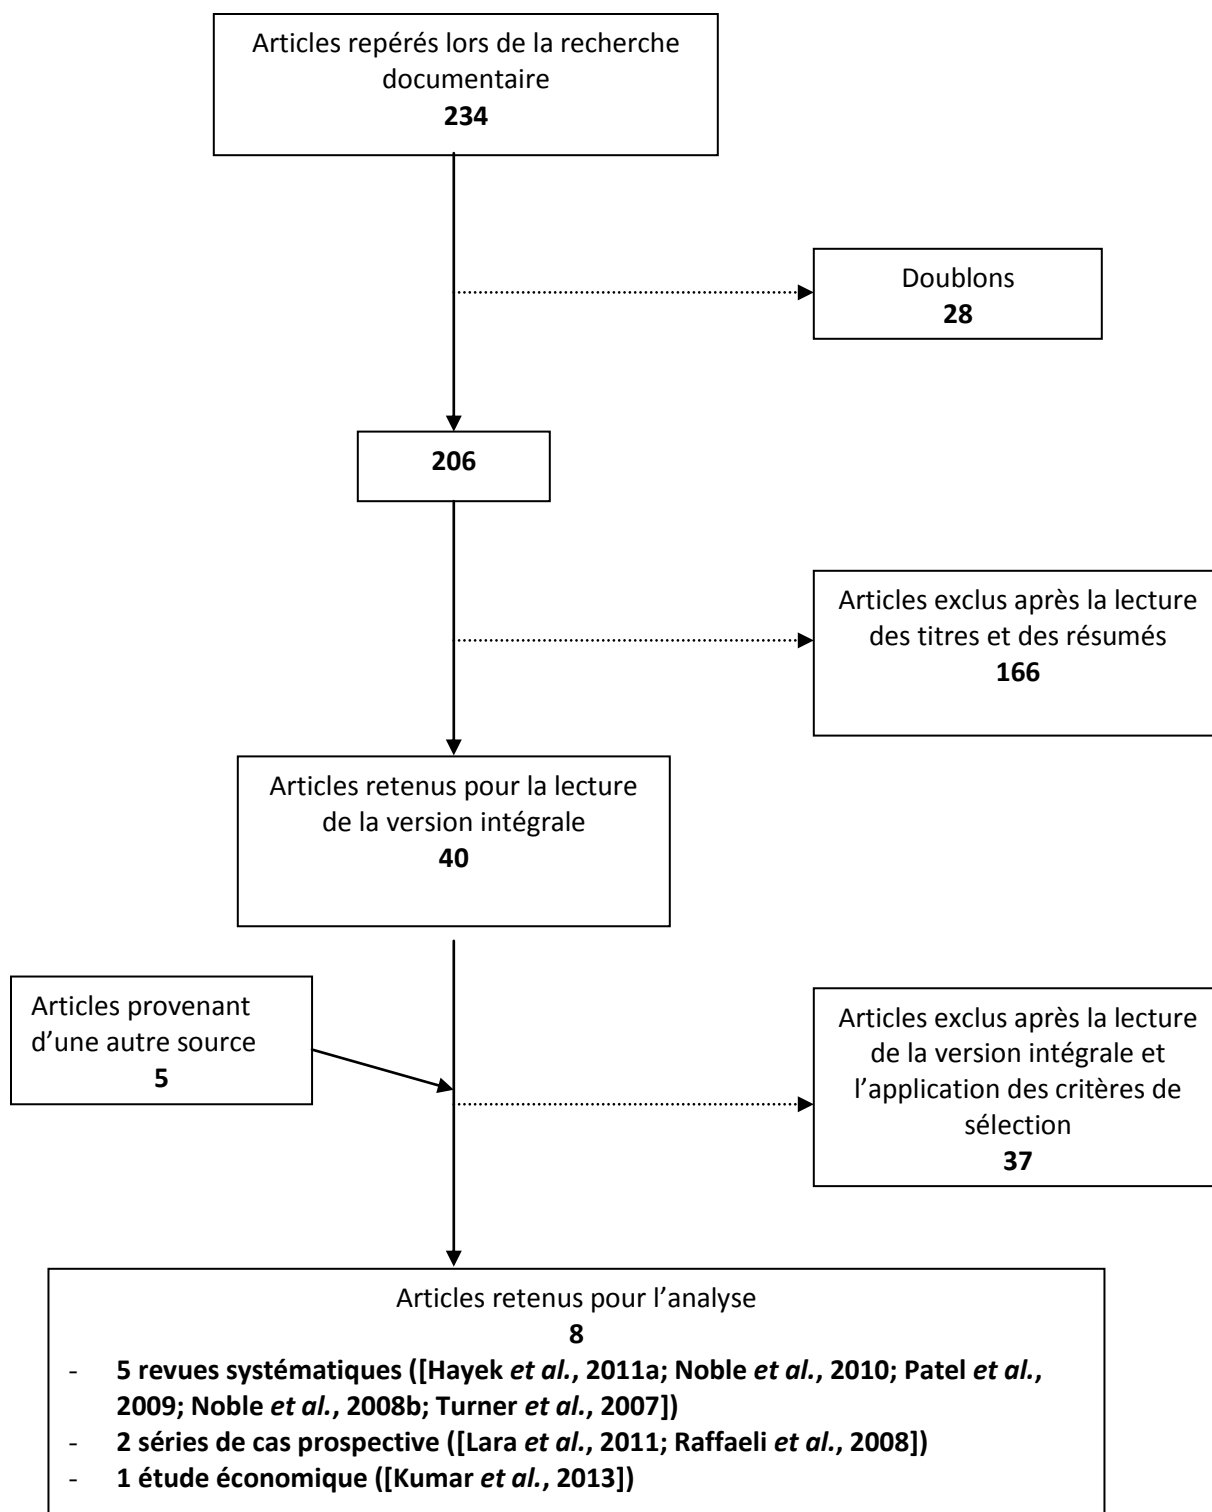 Articles repérés lors de la recherche
documentaire
234
Doublons
28
206
Articles exclus après la lecture
des titres et des résumés
166
Articles retenus pour la lecture
de la version intégrale
40
Articles provenant
d’une autre source
5
Articles exclus après la lecture
de la version intégrale et
l’application des critères de
sélection
37
Articles retenus pour l’analyse
8
- 5 revues systématiques ([Hayek et al., 2011a; Noble et al., 2010; Patel et al.,
2009; Noble et al., 2008b; Turner et al., 2007])
- 2 séries de cas prospective ([Lara et al., 2011; Raffaeli et al., 2008])
- 1 étude économique ([Kumar et al., 2013])